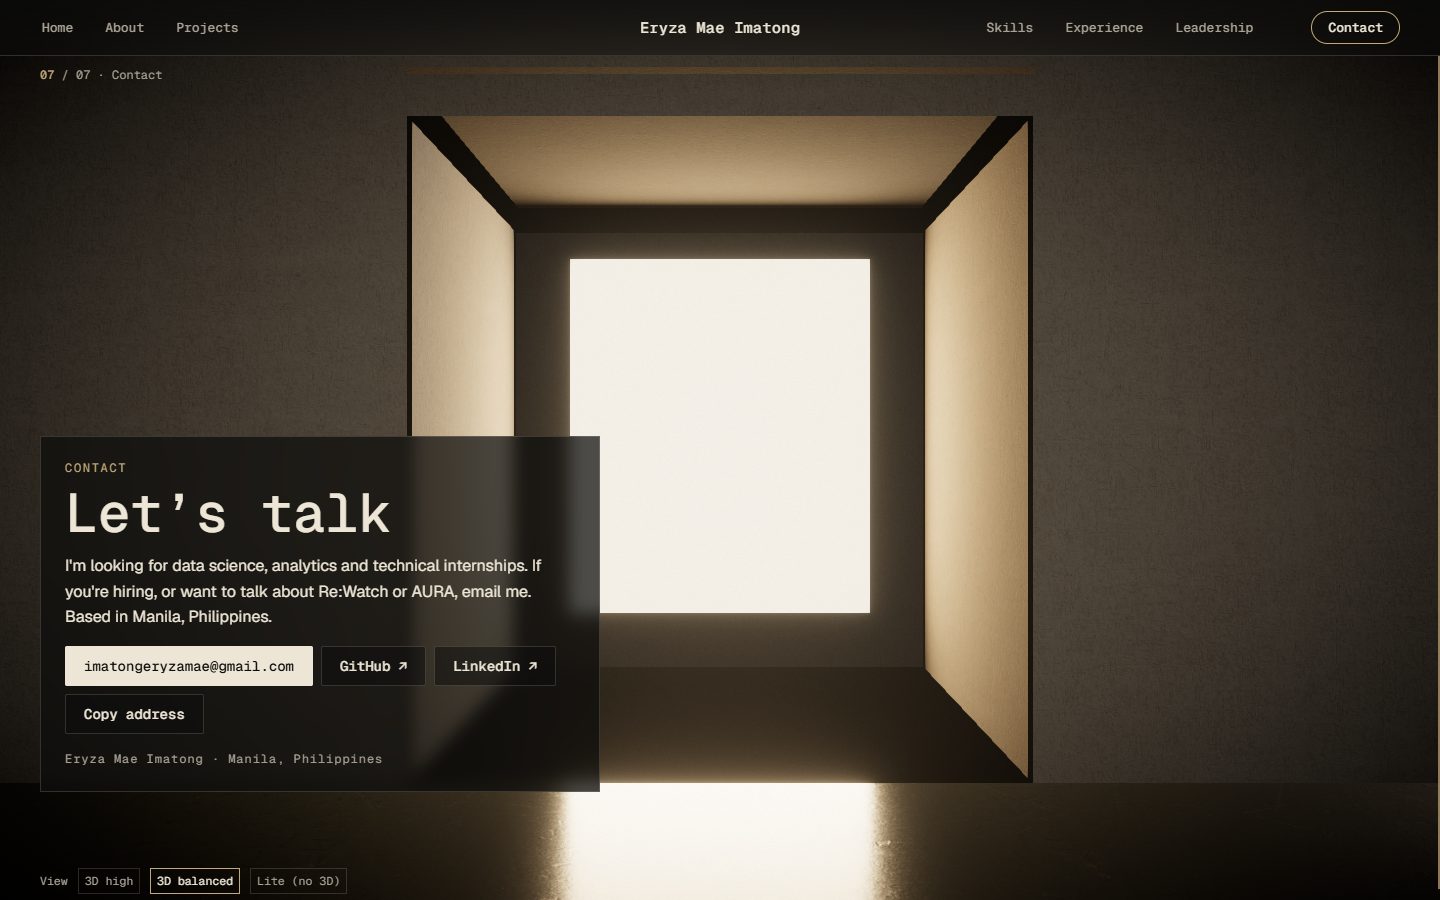 Home About Projects Eryza Mae Imatong Skills Experience Leadership Contact
07 / 07 · Contact
CONTACT
Let’s talk
I'm looking for data science, analytics and technical internships. If
you're hiring, or want to talk about Re:Watch or AURA, email me.
Based in Manila, Philippines.
imatongeryzamae@gmail.com GitHub ↗ LinkedIn ↗
Copy address
Eryza Mae Imatong · Manila, Philippines
View 3D high 3D balanced Lite (no 3D)